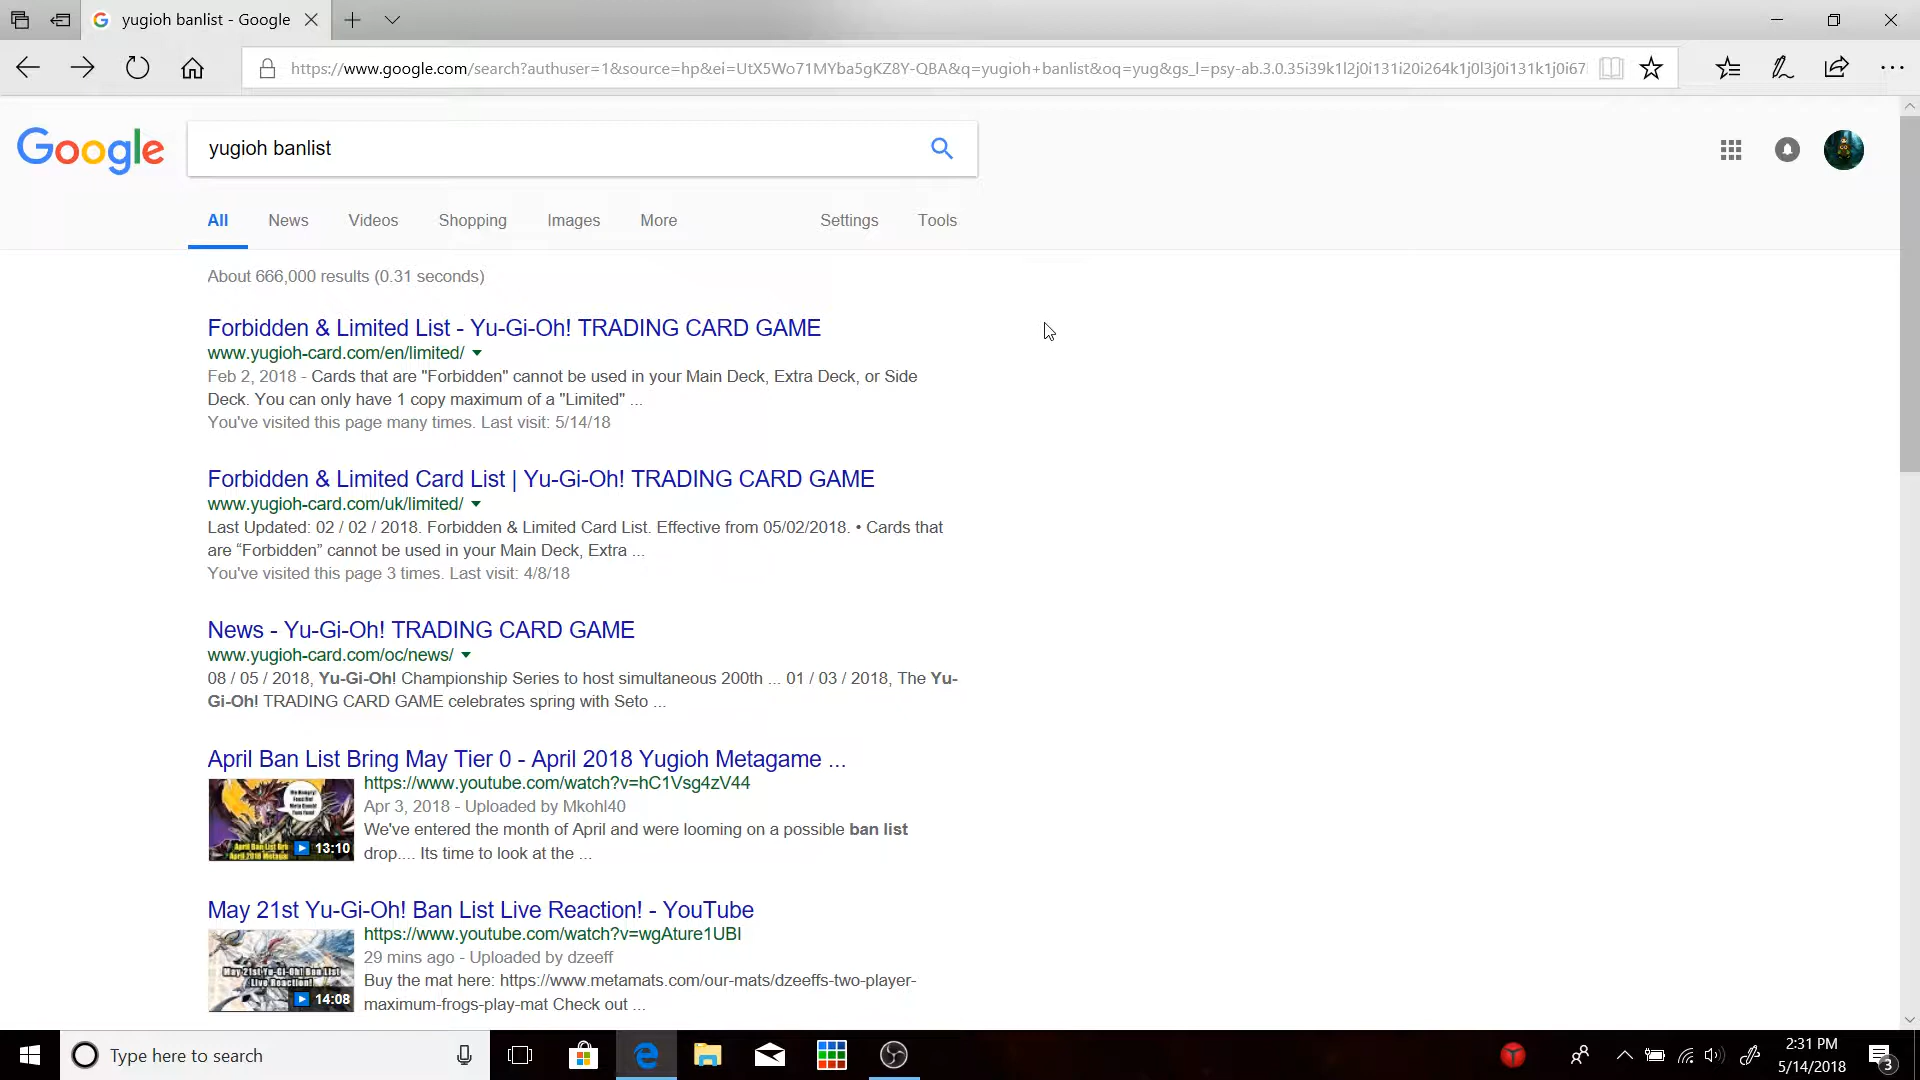 yugioh banlist - Google
https://www.google.com/search?authuser=1&source=hp&ei=UtX5Wo71MYba5gKZ8Y-QBA&q=yugioh+banlist&oq=yug&gs_l=psy-ab.3.0.35i39k1l2j0i131i20i264k1j0l3j0i131k1j0i67
Google
yugioh banlist
All News Videos Shopping Images More Settings Tools
About 666,000 results (0.31 seconds)
Forbidden & Limited List - Yu-Gi-Oh! TRADING CARD GAME
www.yugioh-card.com/en/limited/
Feb 2, 2018 - Cards that are "Forbidden" cannot be used in your Main Deck, Extra Deck, or Side
Deck. You can only have 1 copy maximum of a "Limited" ...
You've visited this page many times. Last visit: 5/14/18
Forbidden & Limited Card List | Yu-Gi-Oh! TRADING CARD GAME
www.yugioh-card.com/uk/limited/
Last Updated: 02 / 02 / 2018. Forbidden & Limited Card List. Effective from 05/02/2018. • Cards that
are “Forbidden” cannot be used in your Main Deck, Extra ...
You've visited this page 3 times. Last visit: 4/8/18
News - Yu-Gi-Oh! TRADING CARD GAME
www.yugioh-card.com/oc/news/
08 / 05 / 2018, Yu-Gi-Oh! Championship Series to host simultaneous 200th ... 01 / 03 / 2018, The Yu-
Gi-Oh! TRADING CARD GAME celebrates spring with Seto ...
April Ban List Bring May Tier 0 - April 2018 Yugioh Metagame ...
https://www.youtube.com/watch?v=hC1Vsg4zV44
Apr 3, 2018 - Uploaded by Mkohl40
We've entered the month of April and were looming on a possible ban list
drop.... Its time to look at the ...
13:10
May 21st Yu-Gi-Oh! Ban List Live Reaction! - YouTube
https://www.youtube.com/watch?v=wgAture1UBI
29 mins ago - Uploaded by dzeeff
Buy the mat here: https://www.metamats.com/our-mats/dzeeffs-two-player-
maximum-frogs-play-mat Check out ...
May 21st Yu-Gi-Oh! Ban List
Live Reaction!
14:08
Type here to search
2:31 PM
5/14/2018
3